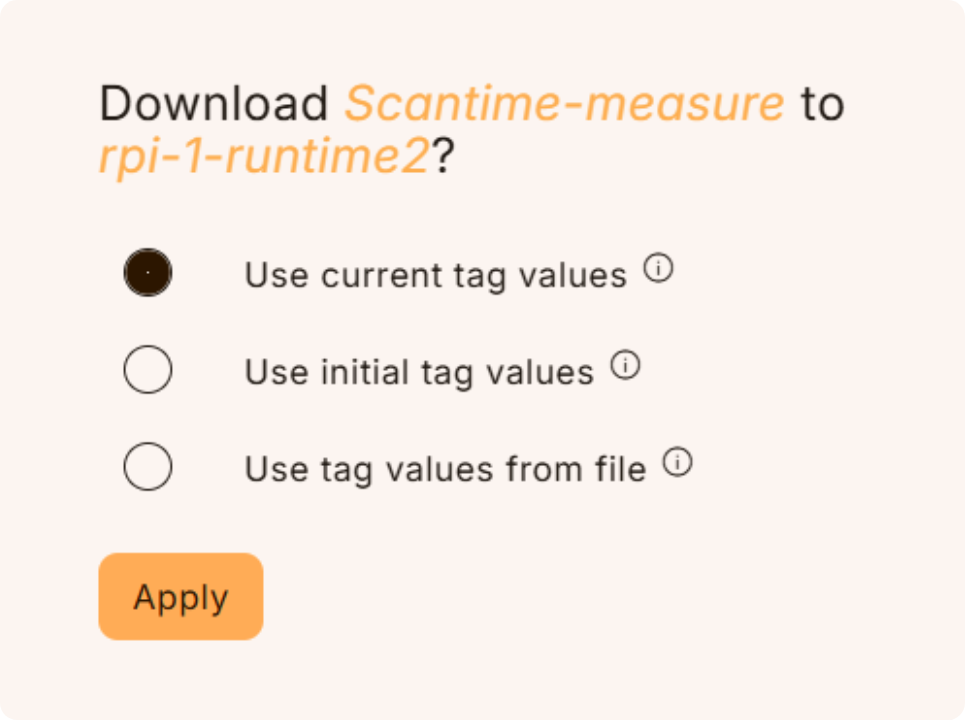 Download Scantime-measure to
rpi-1-runtime2?
Use current tag values
Use initial tag values
Use tag values from file
Apply